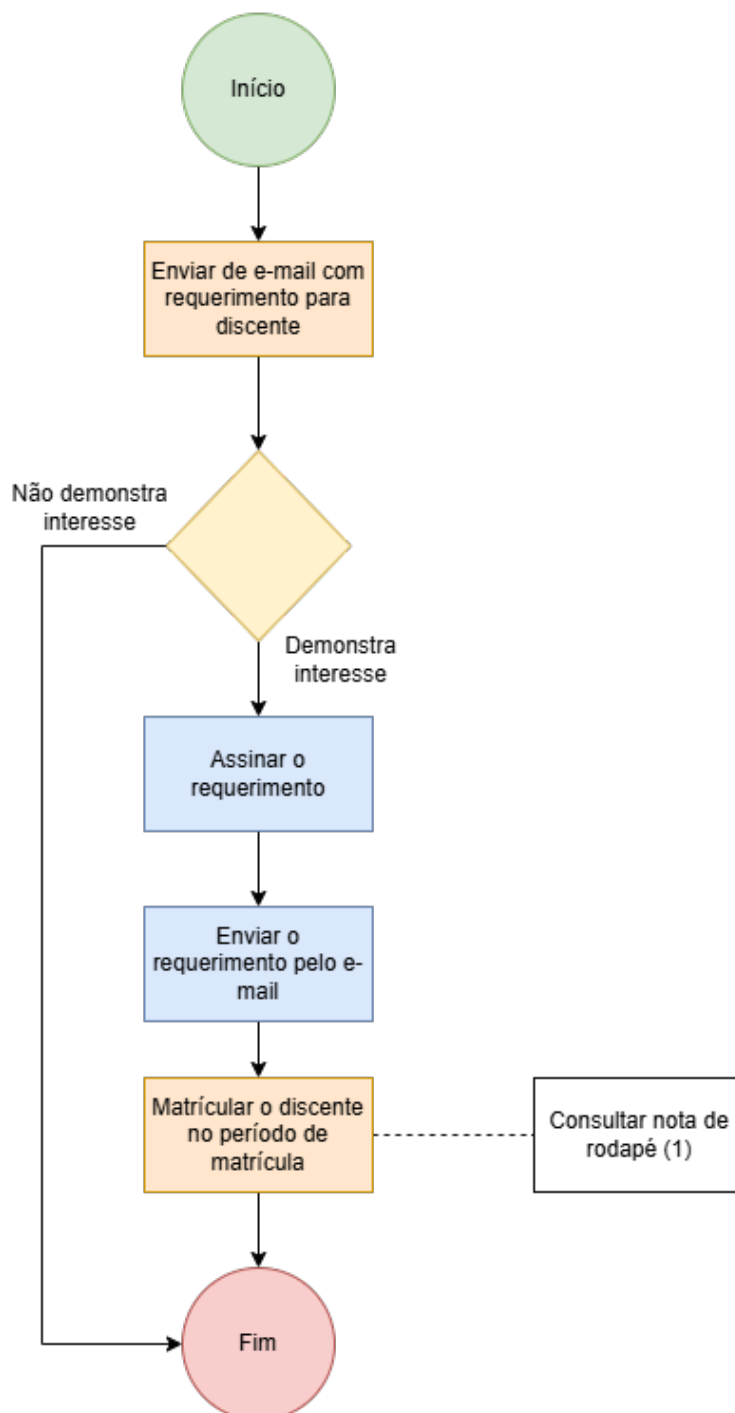 Início
Enviar de e-mail com
requerimento para
discente
Não demonstra
interesse
Demonstra
interesse
Assinar o
requerimento
Enviar o
requerimento pelo e-
mail
Matrícular o discente
no período de
matrícula
Consultar nota de
rodapé (1)
Fim